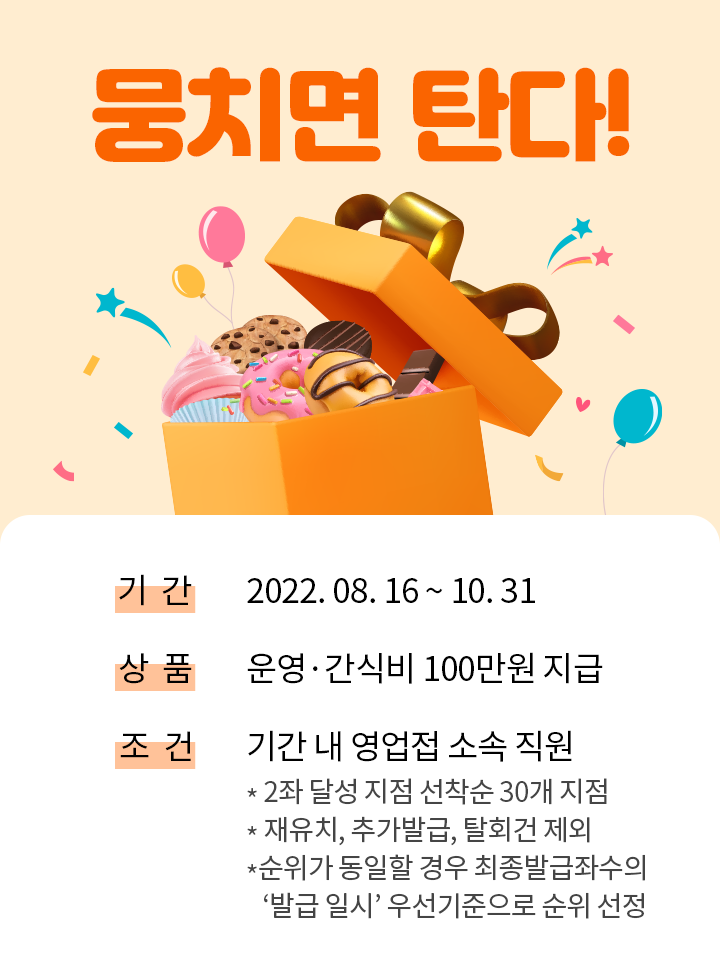 뭉치면 탄다!
기 간 2022. 08. 16 ~ 10. 31
상 품 운영·간식비 100만원 지급
조 건 기간 내 영업접 소속 직원
* 2좌 달성 지점 선착순 30개 지점
* 재유치, 추가발급, 탈회건 제외
*순위가 동일할 경우 최종발급좌수의
‘발급 일시’ 우선기준으로 순위 선정